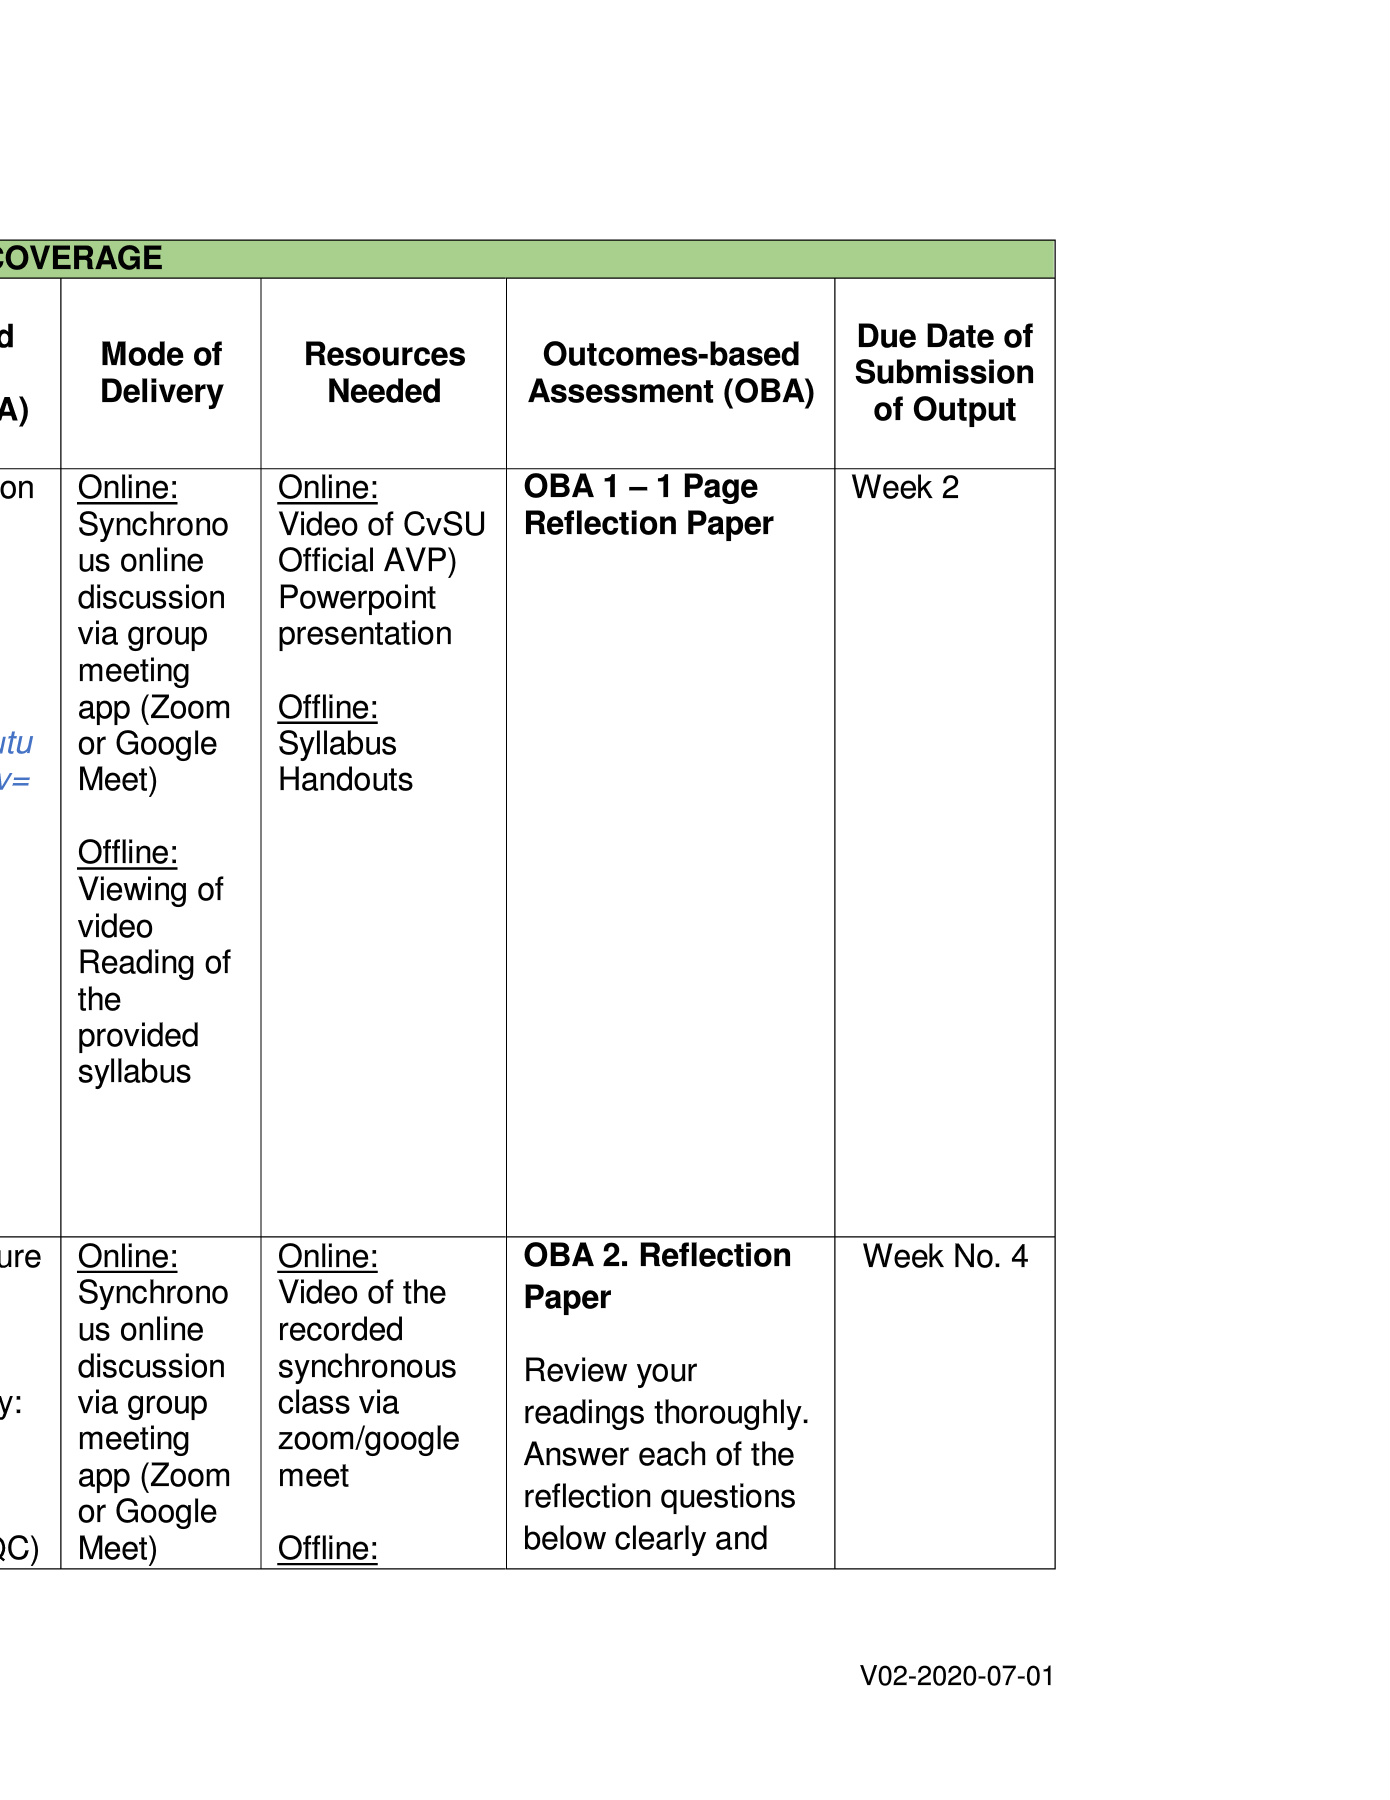 COVERAGE
d
A)
Mode of
Delivery
Resources
Needed
Outcomes-based
Assessment (OBA)
Due Date of
Submission
of Output
on
utu
v=
Online:
Synchrono
us online
discussion
via group
meeting
app (Zoom
or Google
Meet)
Offline:
Viewing of
video
Reading of
the
provided
syllabus
Online:
Video of CvSU
Official AVP)
Powerpoint
presentation
Offline:
Syllabus
Handouts
OBA 1 – 1 Page
Reflection Paper
Week 2
ure
y:
QC)
Online:
Synchrono
us online
discussion
via group
meeting
app (Zoom
or Google
Meet)
Online:
Video of the
recorded
synchronous
class via
zoom/google
meet
Offline:
OBA 2. Reflection
Paper
Review your
readings thoroughly.
Answer each of the
reflection questions
below clearly and
Week No. 4
V02-2020-07-01